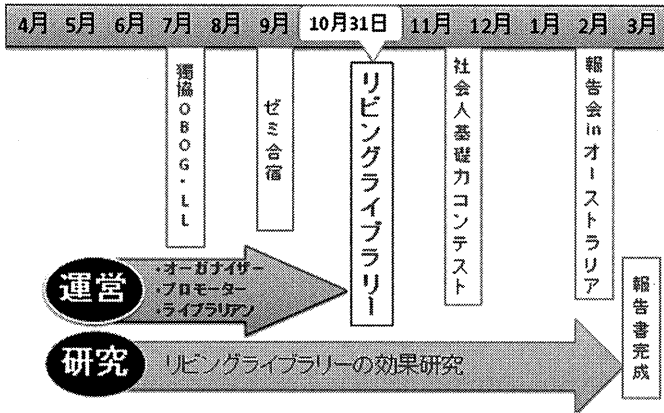 4月 5月 6月 7月 8月 9月 10月31日 11月 12月 1月 2月 3月
獨協OBOG・LL
ゼミ合宿
リビングライブラリー
社会人基礎力コンテスト
報告会inオーストラリア
報告書完成
運営
・オーガナイザー
・プロモーター
・ライブラリアン
研究
リビングライブラリーの効果研究